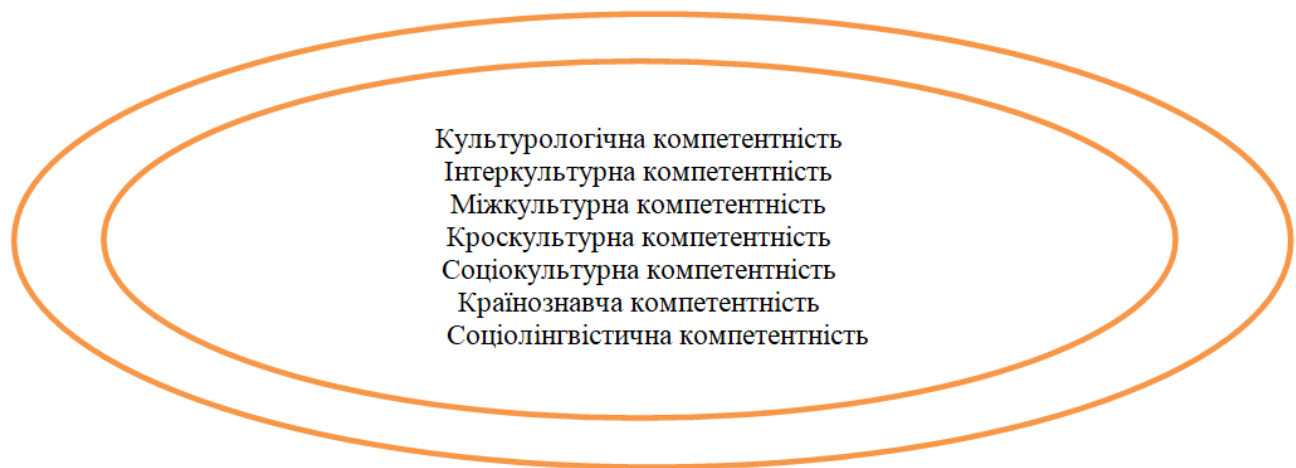 Культурологічна компетентність
Інтеркультурна компетентність
Міжкультурна компетентність
Кроскультурна компетентність
Соціокультурна компетентність
Країнознавча компетентність
Соціолінгвістична компетентність